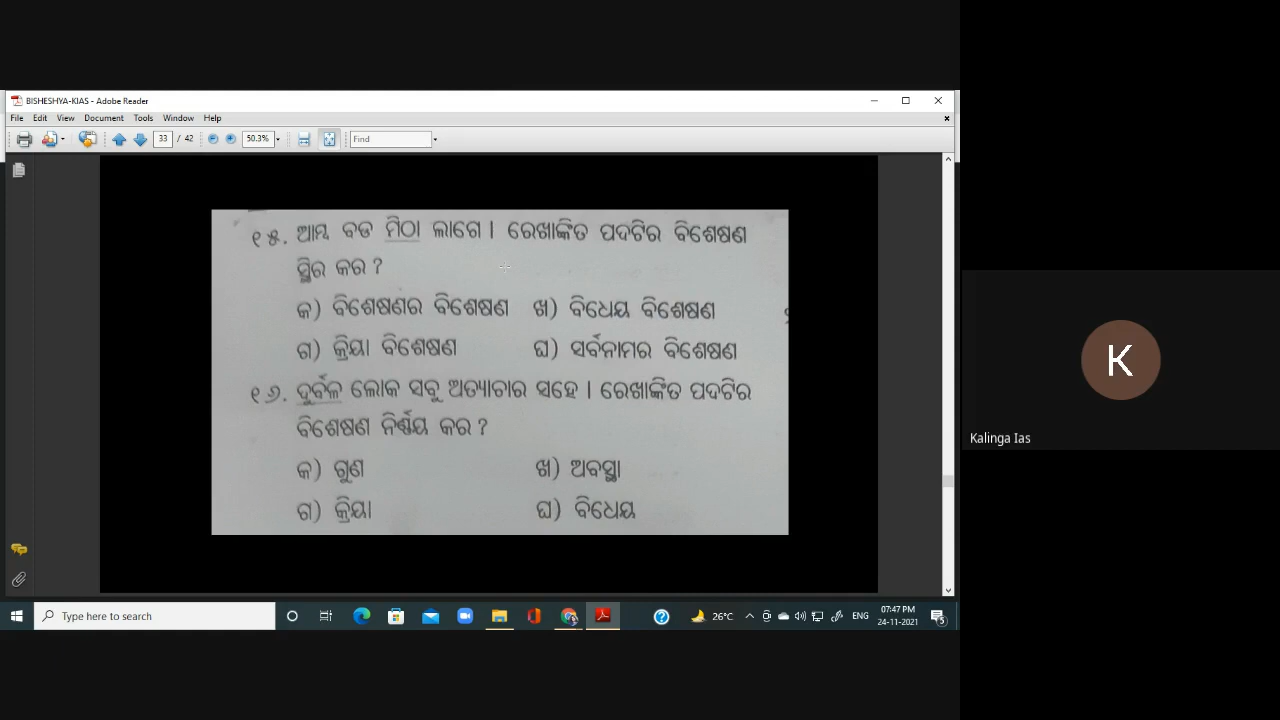 BISHESHYA-KIAS - Adobe Reader
File Edit View Document Tools Window Help
33 / 42 50.3% Find
୧୫. ଆମ୍ଭ ବଡ ମିଠା ଲାଗେ । ରେଖାଙ୍କିତ ପଦଟିର ବିଶେଷଣ
ସ୍ଥିର କର ?
କ) ବିଶେଷଣର ବିଶେଷଣ ଖ) ବିଧେୟ ବିଶେଷଣ
ଗ) କ୍ରିୟା ବିଶେଷଣ ଘ) ସର୍ବନାମର ବିଶେଷଣ
୧୬. ଦୁର୍ବଳ ଲୋକ ସବୁ ଅତ୍ୟାଚାର ସହେ । ରେଖାଙ୍କିତ ପଦଟିର
ବିଶେଷଣ ନିର୍ଣ୍ଣୟ କର ?
କ) ଗୁଣ ଖ) ଅବସ୍ଥା
ଗ) କ୍ରିୟା ଘ) ବିଧେୟ
K
Kalinga Ias
Type here to search 26°C ENG 07:47 PM
24-11-2021 5